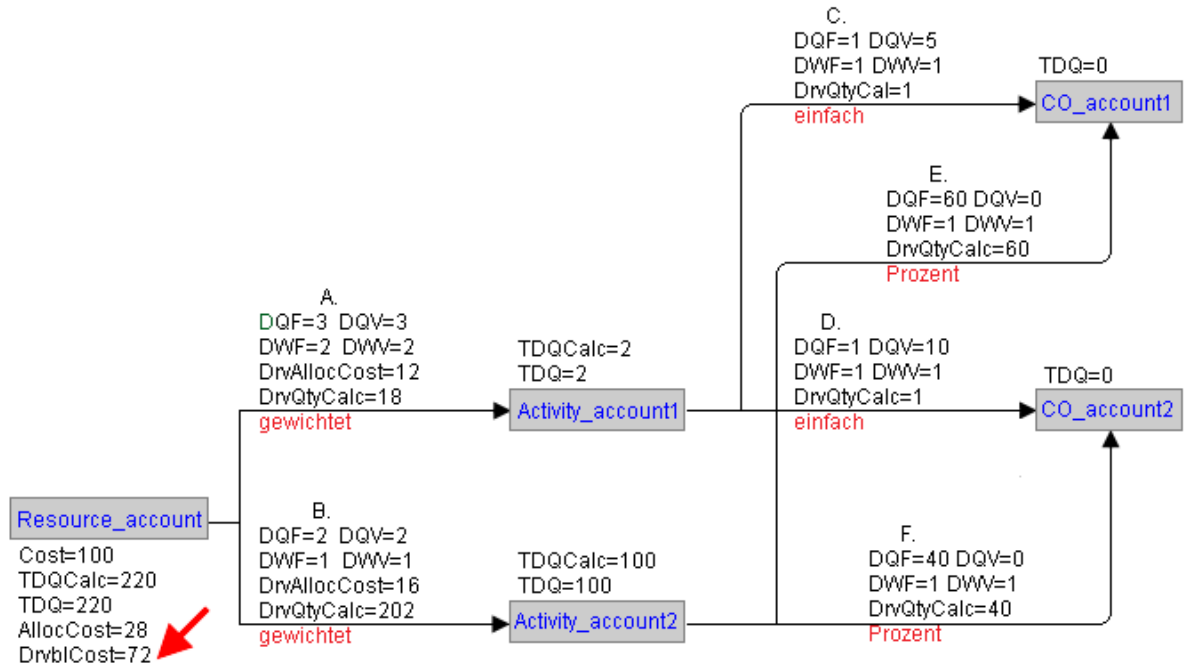 C.
DQF=1 DQV=5
DWF=1 DWV=1
DrvQtyCal=1
einfach
TDQ=0
CO_account1
E.
DQF=60 DQV=0
DWF=1 DWV=1
DrvQtyCalc=60
Prozent
A.
DQF=3 DQV=3
DWF=2 DWV=2
DrvAllocCost=12
DrvQtyCalc=18
gewichtet
TDQCalc=2
TDQ=2
Activity_account1
D.
DQF=1 DQV=10
DWF=1 DWV=1
DrvQtyCalc=1
einfach
TDQ=0
CO_account2
Resource_account
Cost=100
TDQCalc=220
TDQ=220
AllocCost=28
DrvblCost=72
B.
DQF=2 DQV=2
DWF=1 DWV=1
DrvAllocCost=16
DrvQtyCalc=202
gewichtet
TDQCalc=100
TDQ=100
Activity_account2
F.
DQF=40 DQV=0
DWF=1 DWV=1
DrvQtyCalc=40
Prozent